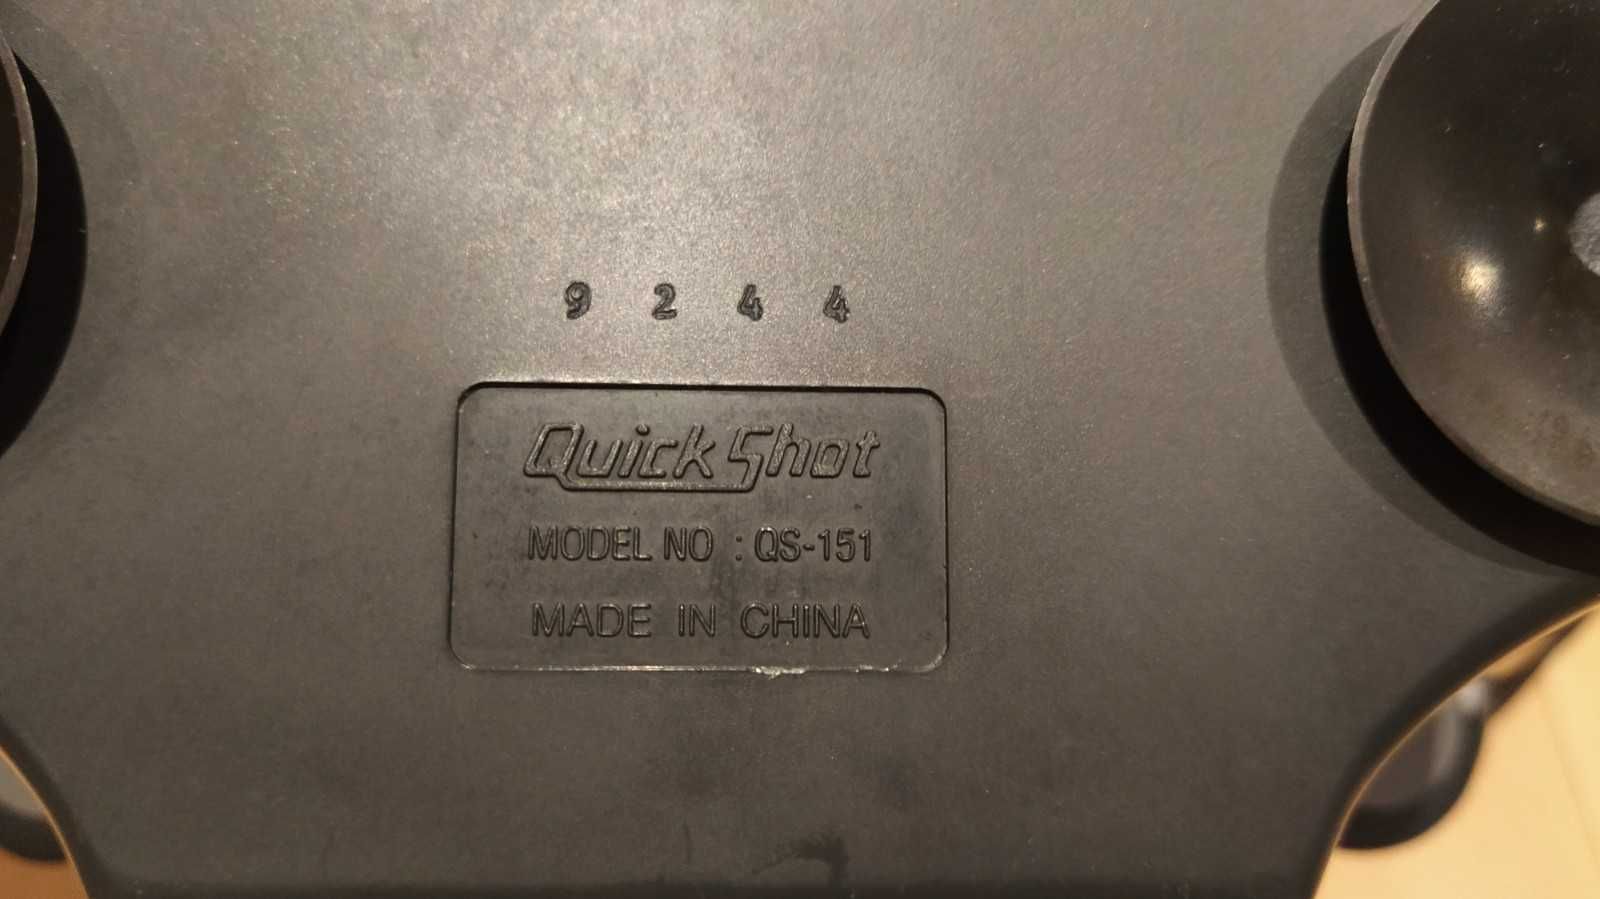 9 2 4 4
QuickShot
MODEL NO : QS-151
MADE IN CHINA